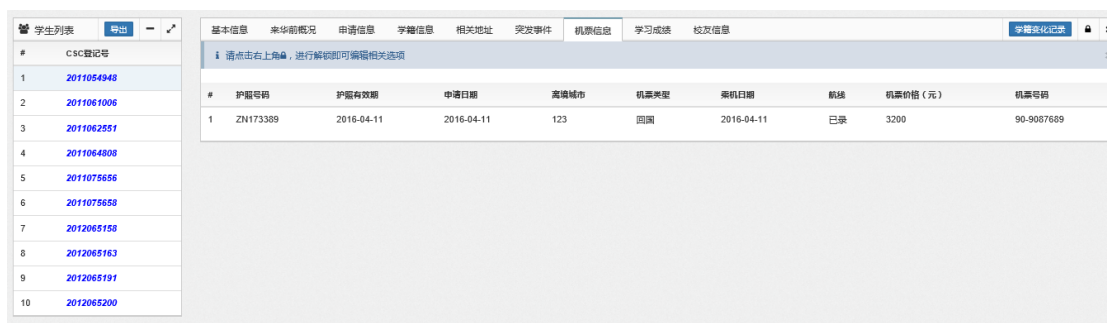 学生列表 导出
# CSC登记号
1 2011054948
2 2011061006
3 2011062551
4 2011064808
5 2011075656
6 2011075658
7 2012065158
8 2012065163
9 2012065191
10 2012065200
基本信息 来华前概况 申请信息 学籍信息 相关地址 突发事件 机票信息 学习成绩 校友信息 学籍变化记录
请点击右上角,进行解锁即可编辑相关选项
# 护照号码 护照有效期 申请日期 离境城市 机票类型 乘机日期 航线 机票价格(元) 机票号码
1 ZN173389 2016-04-11 2016-04-11 123 回国 2016-04-11 已录 3200 90-9087689